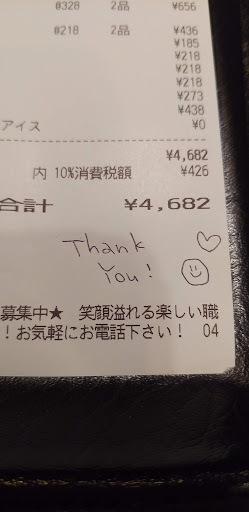 @328 2品 ¥656
@218 2品 ¥436
¥185
¥218
¥218
¥218
¥273
¥438
アイス ¥0
¥4,682
内 10%消費税額 ¥426
合計 ¥4,682
Thank
You!
募集中★ 笑顔溢れる楽しい職
!お気軽にお電話下さい! 04